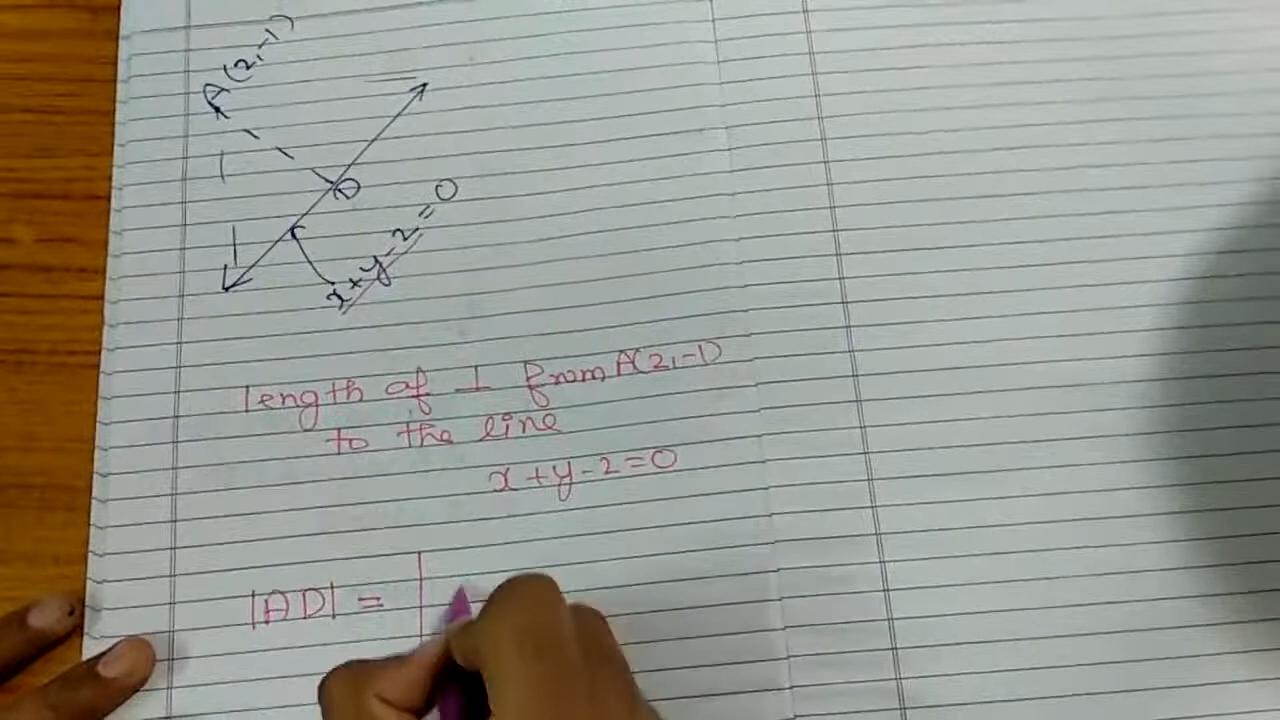 A(2,-1)
D
x+y-2=0
length of ⊥ from A(2,-1)
to the line
x+y-2=0
|AD| = |